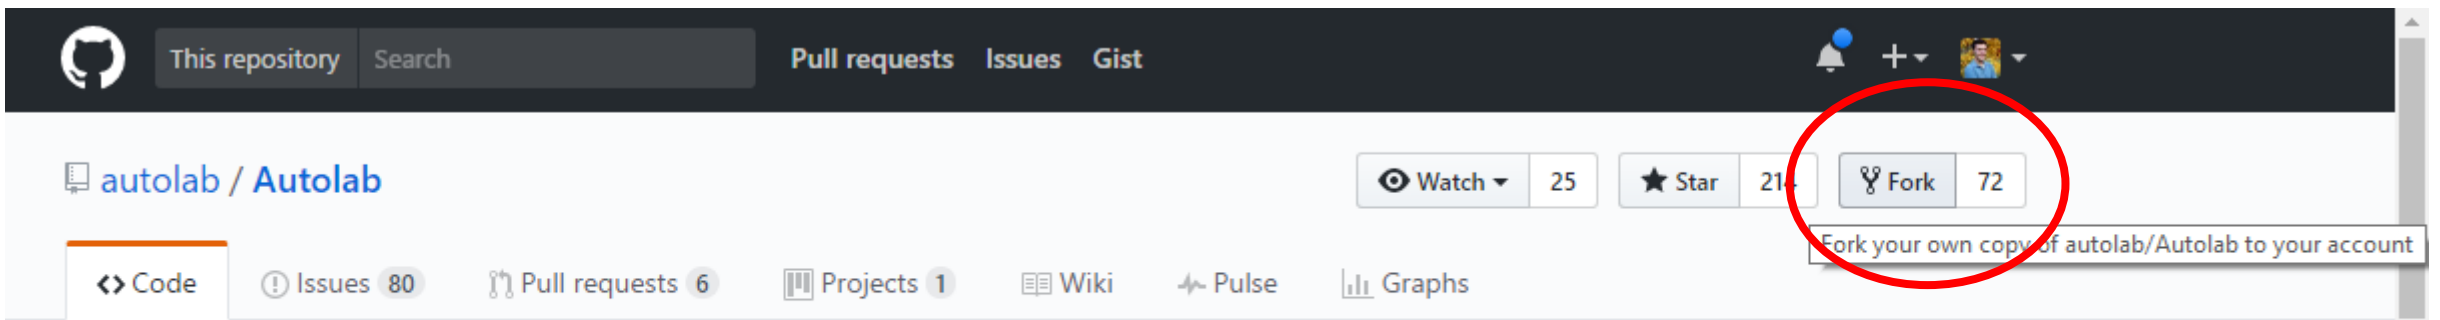 This repository Search Pull requests Issues Gist
autolab / Autolab Watch 25 Star 214 Fork 72
Fork your own copy of autolab/Autolab to your account
Code Issues 80 Pull requests 6 Projects 1 Wiki Pulse Graphs